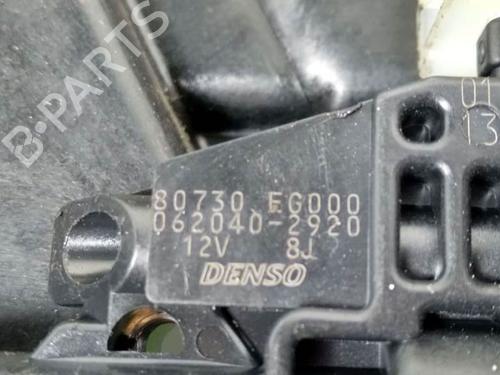 B-PARTS
01
13
80730 EG000
062040-2920
12V 8J
DENSO